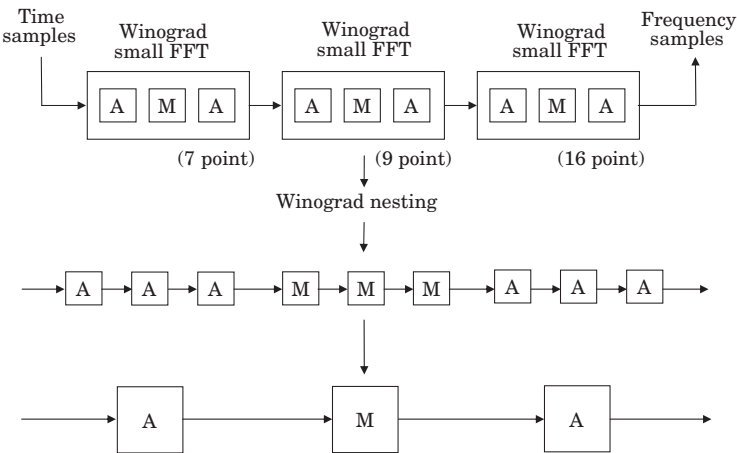 Time
samples
Winograd
small FFT
Winograd
small FFT
Winograd
small FFT
Frequency
samples
A M A
A M A
A M A
(7 point)
(9 point)
(16 point)
Winograd nesting
A A A M M M A A A
A M A